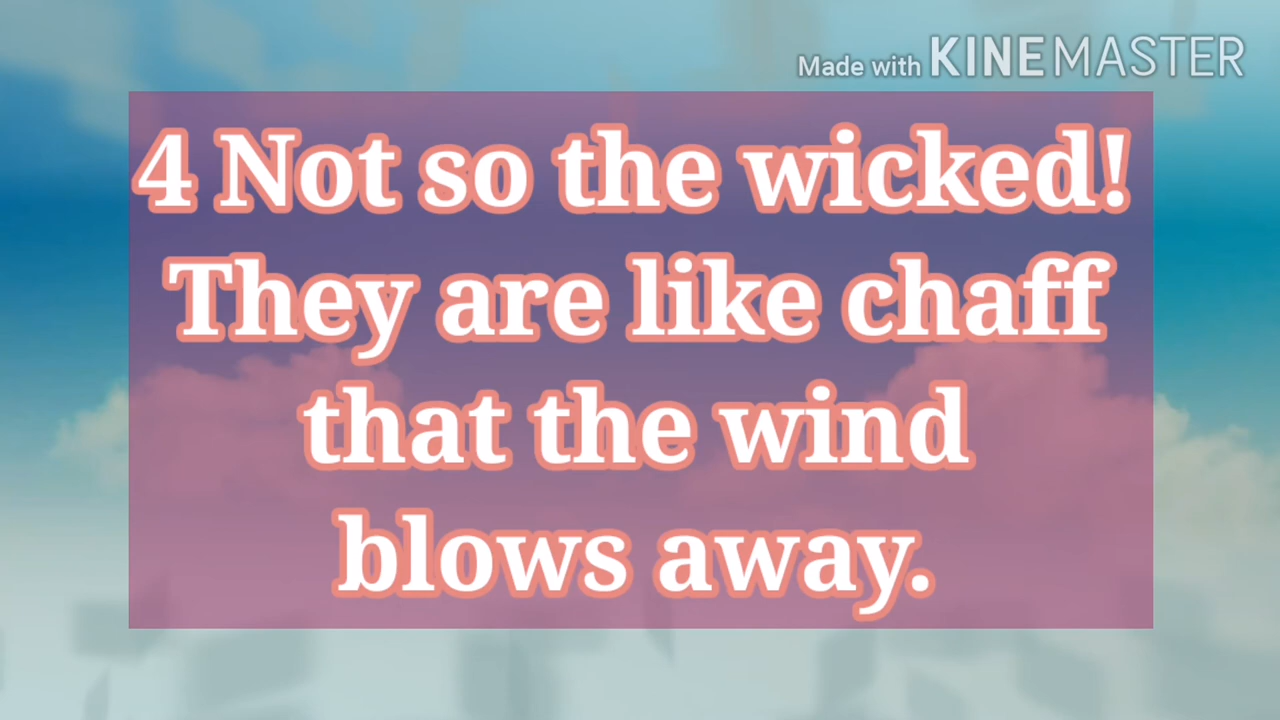 Made with KINEMASTER
4 Not so the wicked!
They are like chaff
that the wind
blows away.